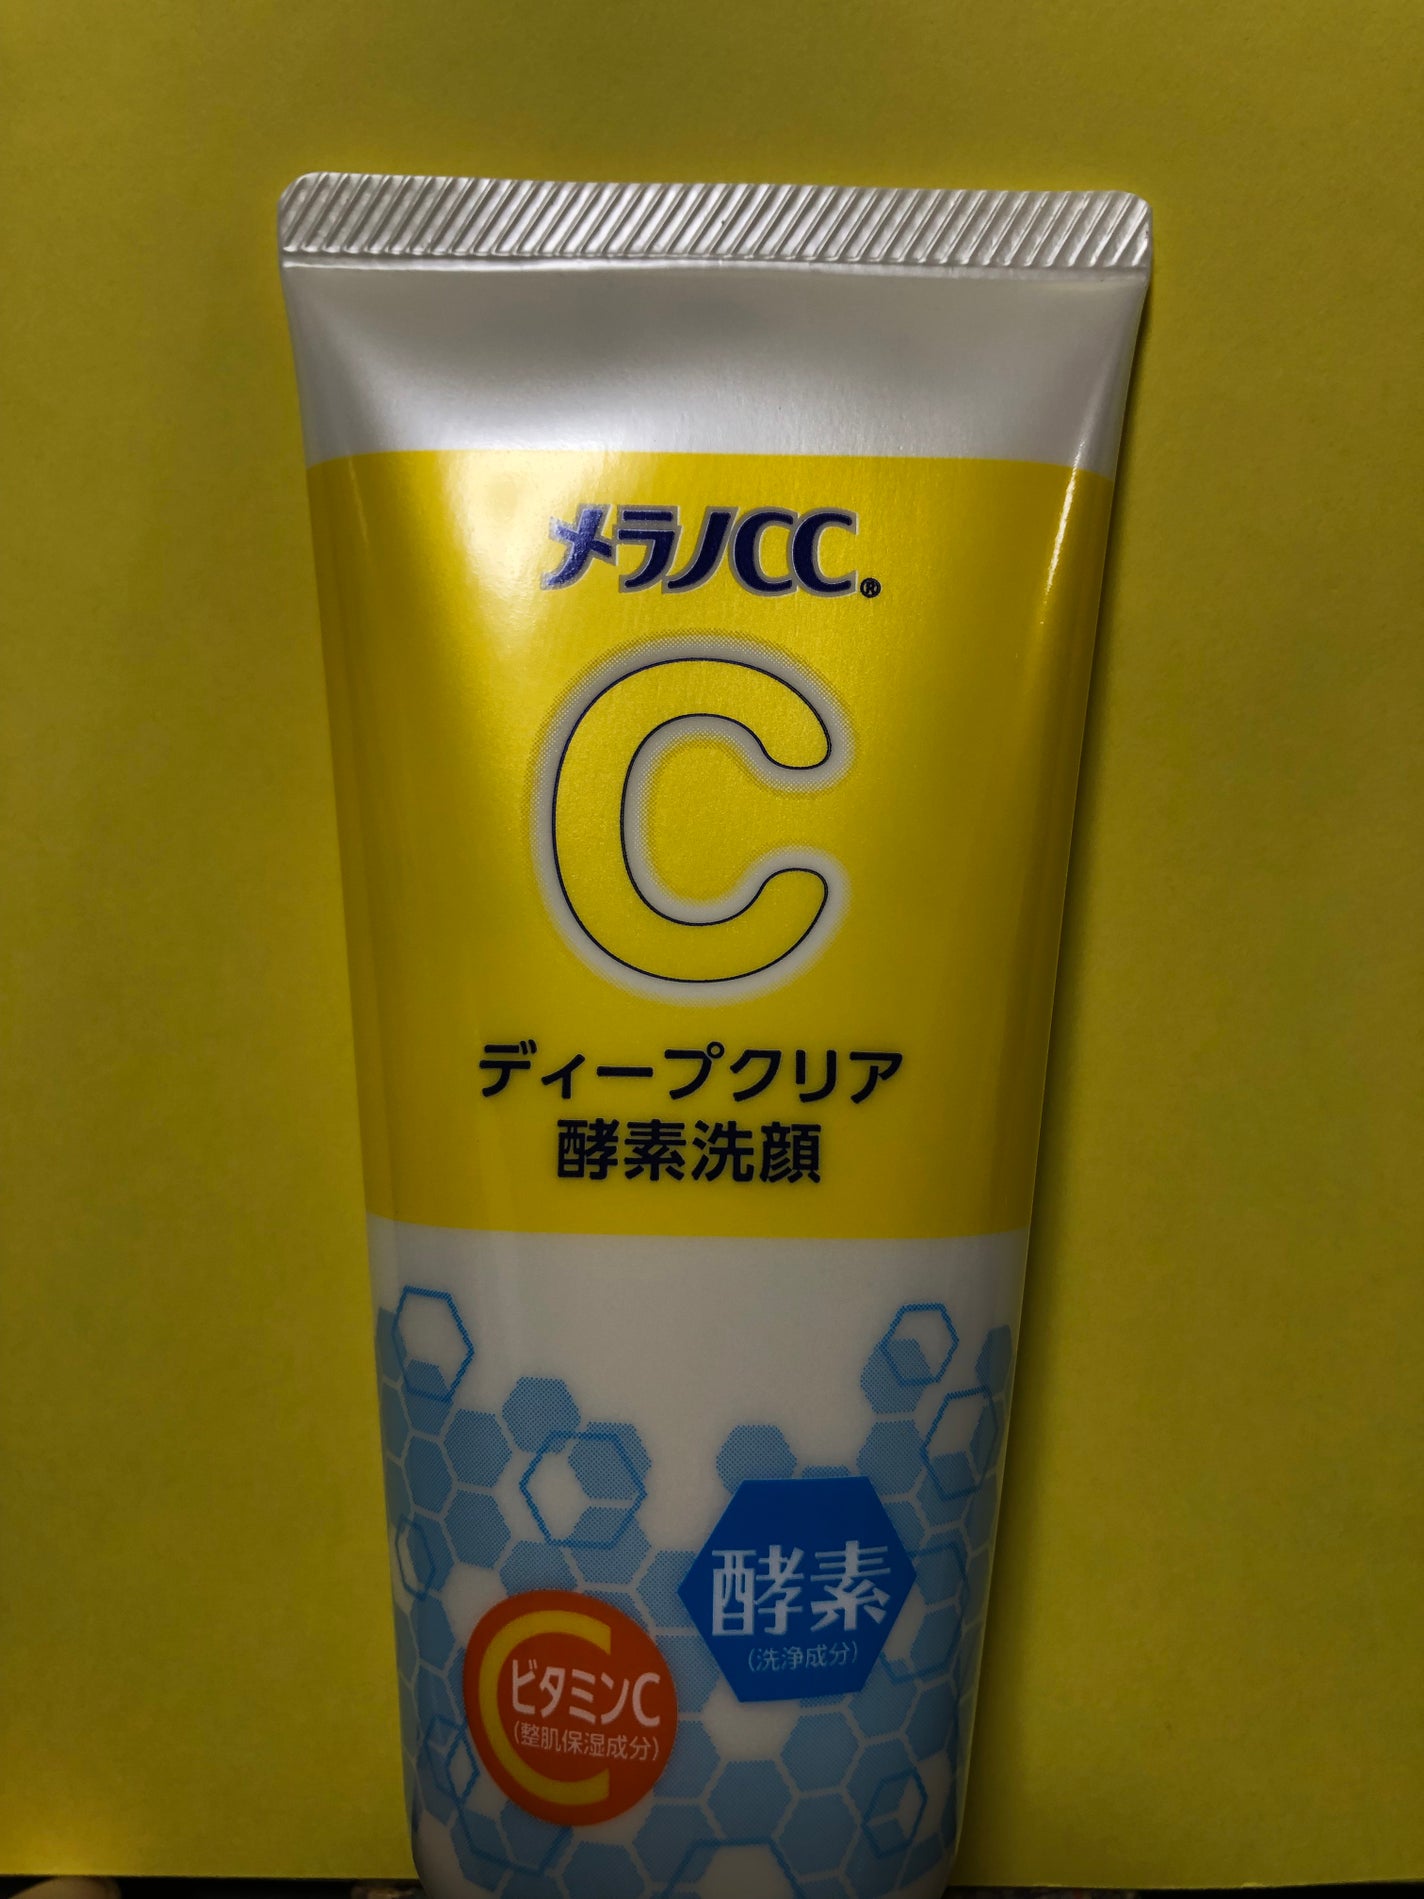 メラノCC®
C
ディープクリア
酵素洗顔
酵素
(洗浄成分)
C
ビタミンC
(整肌保湿成分)